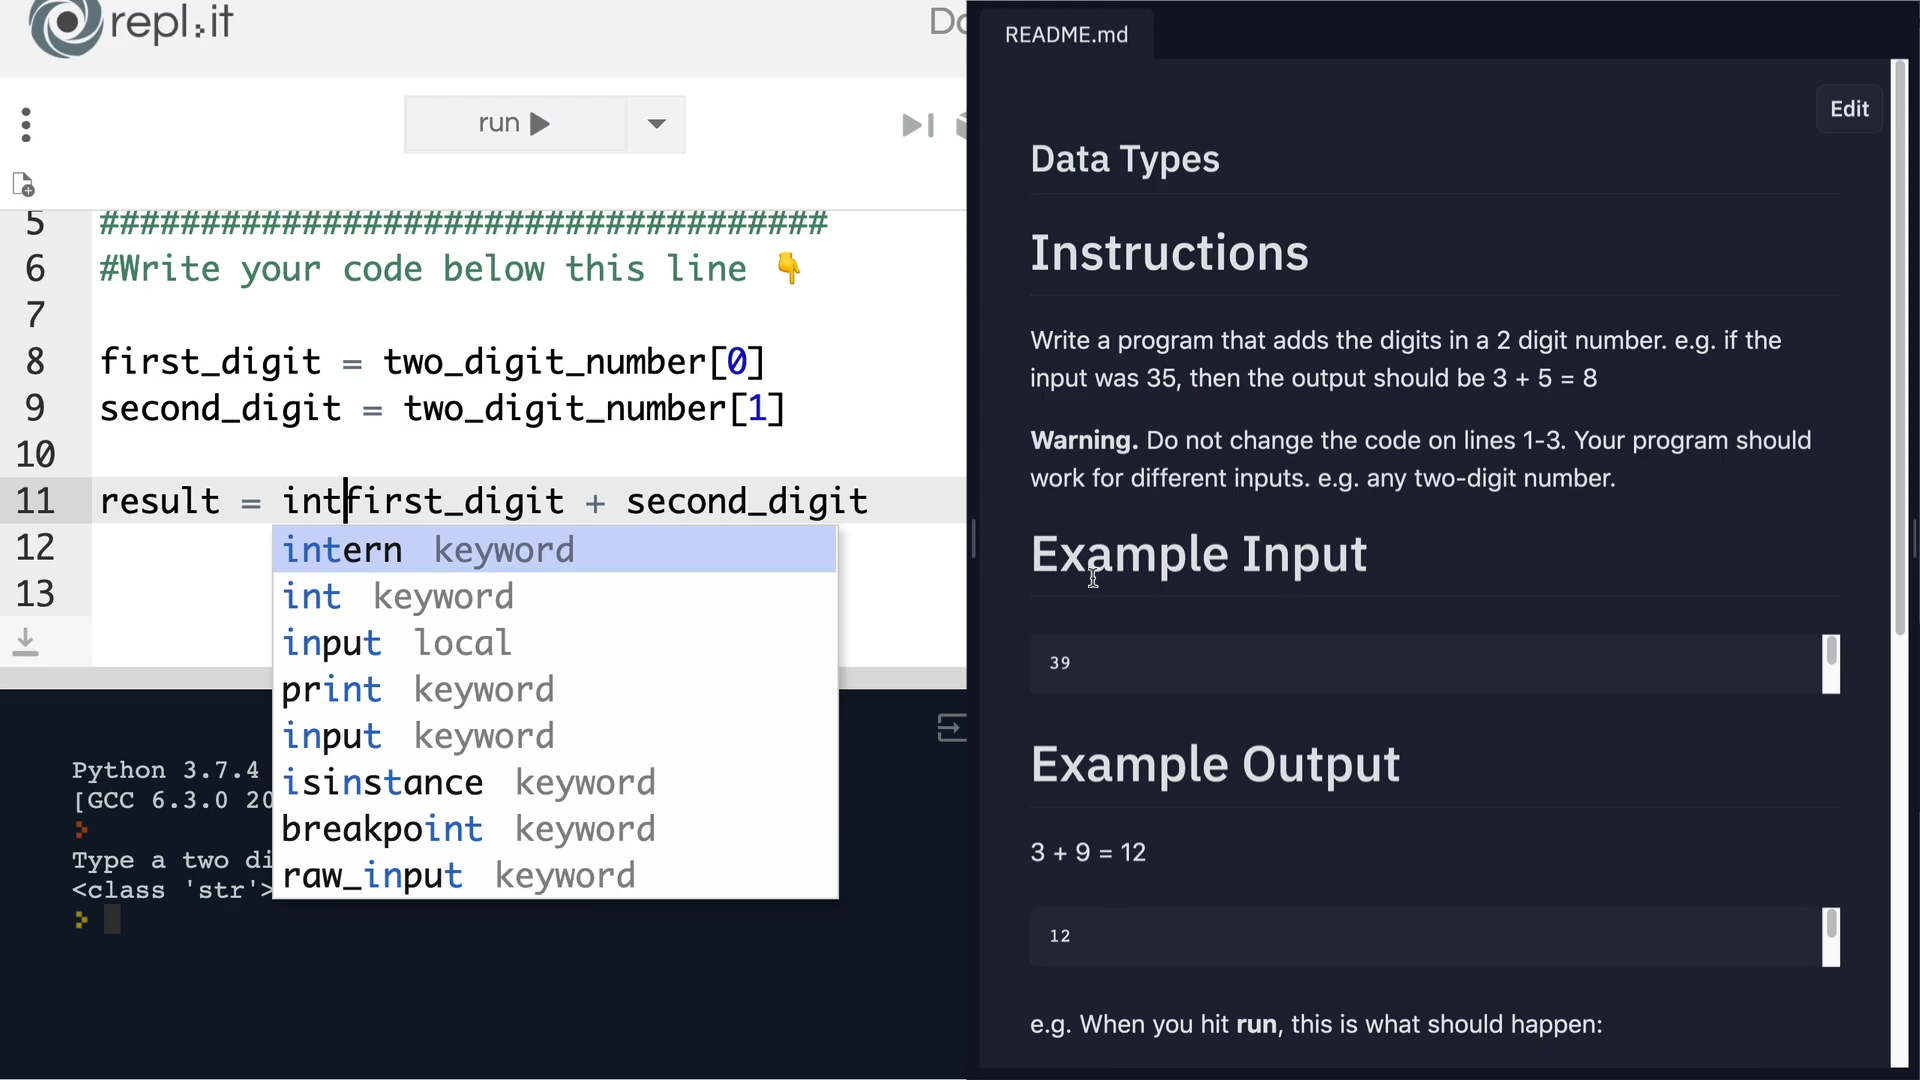 repl.it
run
5 ####################################
6 #Write your code below this line 👇
7
8 first_digit = two_digit_number[0]
9 second_digit = two_digit_number[1]
10
11 result = intfirst_digit + second_digit
12
13
intern keyword
int keyword
input local
print keyword
input keyword
isinstance keyword
breakpoint keyword
raw_input keyword
Python 3.7.4
[GCC 6.3.0 20
Type a two di
<class 'str'>
README.md
Edit
Data Types
Instructions
Write a program that adds the digits in a 2 digit number. e.g. if the
input was 35, then the output should be 3 + 5 = 8
Warning. Do not change the code on lines 1-3. Your program should
work for different inputs. e.g. any two-digit number.
Example Input
39
Example Output
3 + 9 = 12
12
e.g. When you hit run, this is what should happen: